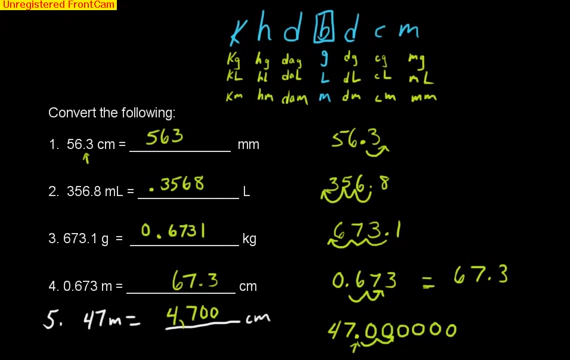 Unregistered FrontCam
K h d b d c m
Kg hg dag g dg cg mg
KL hl daL L dL cL mL
Km hm dam m dm cm mm
Convert the following:
1. 56.3 cm = 563 mm 56.3
2. 356.8 mL = .3568 L 356.8
3. 673.1 g = 0.6731 kg 673.1
4. 0.673 m = 67.3 cm 0.673 = 67.3
5. 47m = 4,700 cm 47.000000